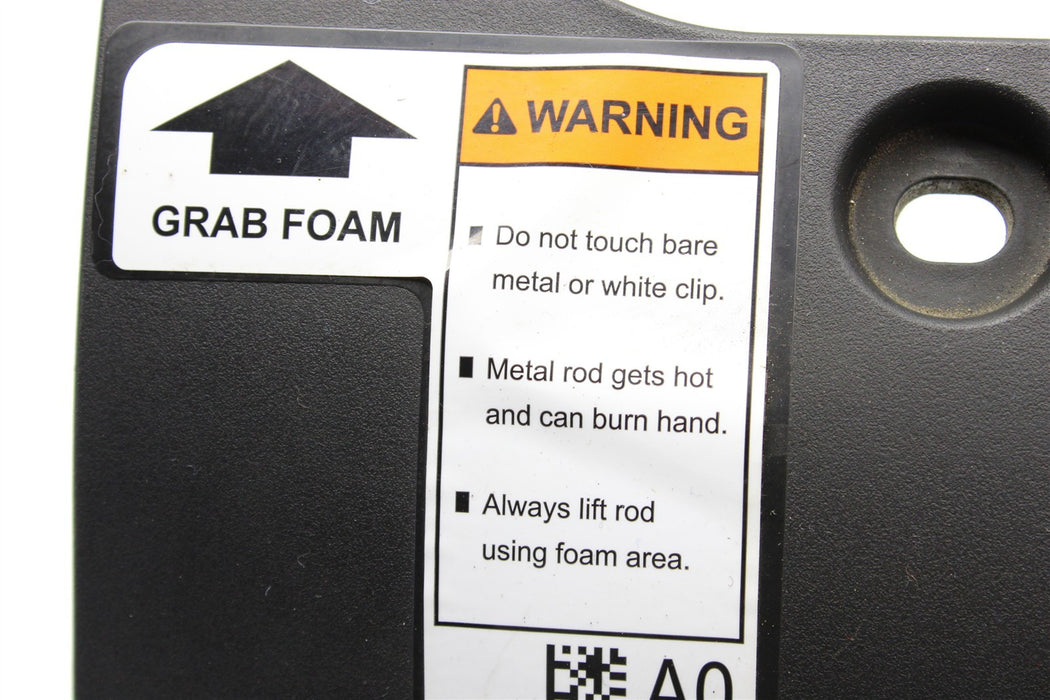 GRAB FOAM
WARNING
Do not touch bare
metal or white clip.
Metal rod gets hot
and can burn hand.
Always lift rod
using foam area.
A0